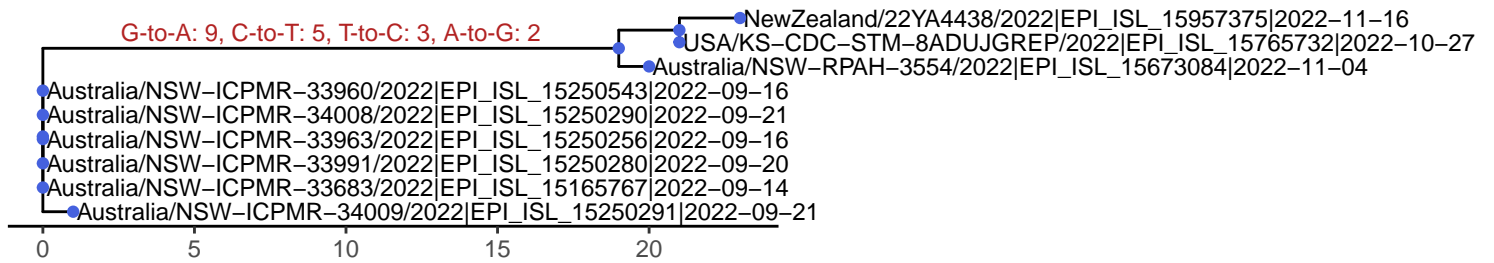 NewZealand/22YA4438/2022|EPI_ISL_15957375|2022−11−16
G-to-A: 9, C-to-T: 5, T-to-C: 3, A-to-G: 2
USA/KS−CDC−STM−8ADUJGREP/2022|EPI_ISL_15765732|2022−10−27
Australia/NSW−RPAH−3554/2022|EPI_ISL_15673084|2022−11−04
Australia/NSW−ICPMR−33960/2022|EPI_ISL_15250543|2022−09−16
Australia/NSW−ICPMR−34008/2022|EPI_ISL_15250290|2022−09−21
Australia/NSW−ICPMR−33963/2022|EPI_ISL_15250256|2022−09−16
Australia/NSW−ICPMR−33991/2022|EPI_ISL_15250280|2022−09−20
Australia/NSW−ICPMR−33683/2022|EPI_ISL_15165767|2022−09−14
Australia/NSW−ICPMR−34009/2022|EPI_ISL_15250291|2022−09−21
0 5 10 15 20